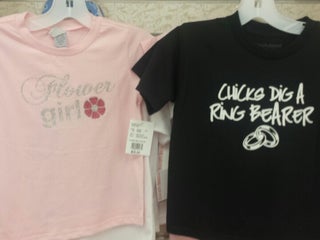 Flower
girl
CHICKS DIG A
RING BEARER